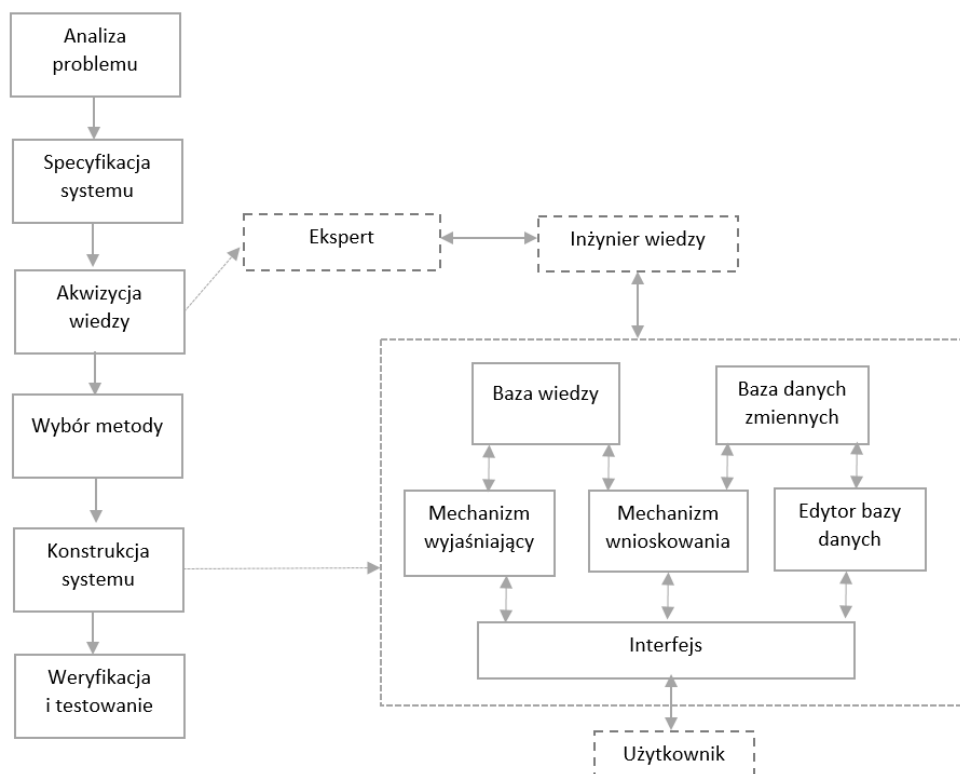 Analiza
problemu
Specyfikacja
systemu
Ekspert
Inżynier wiedzy
Akwizycja
wiedzy
Wybór metody
Baza wiedzy
Baza danych
zmiennych
Mechanizm
wyjaśniający
Mechanizm
wnioskowania
Edytor bazy
danych
Konstrukcja
systemu
Interfejs
Weryfikacja
i testowanie
Użytkownik